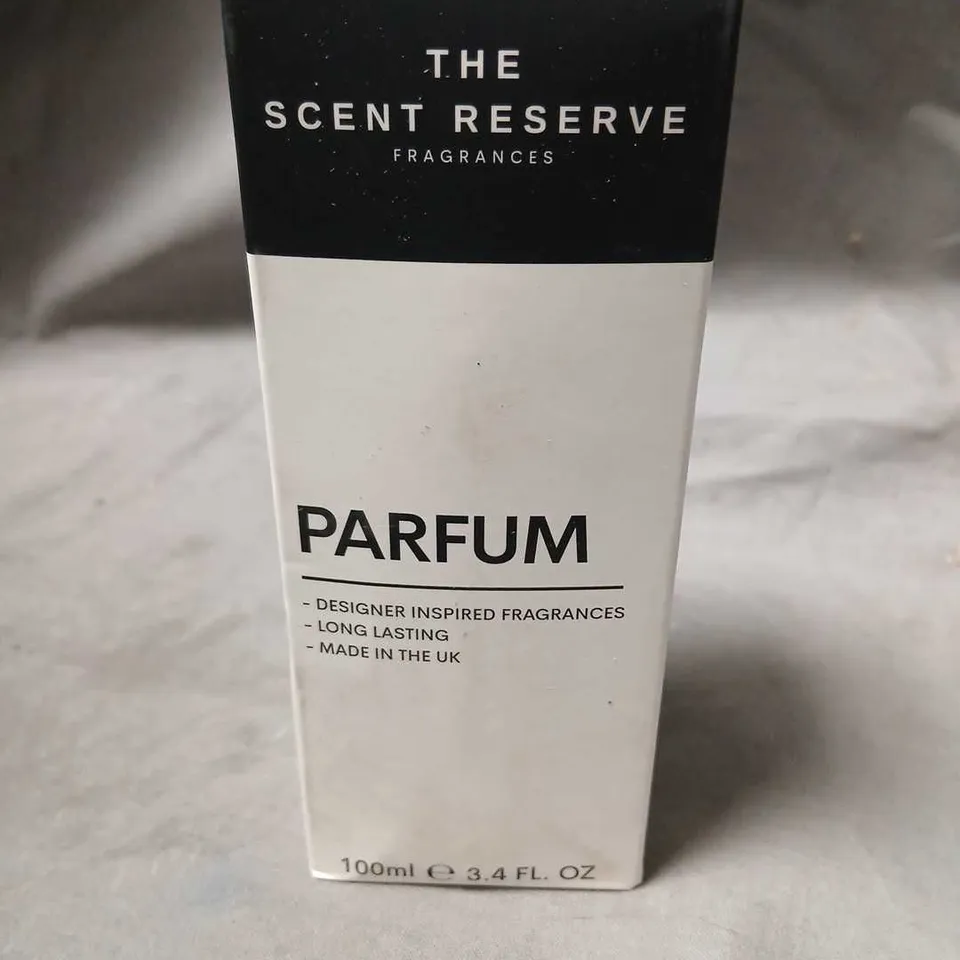 THE
SCENT RESERVE
FRAGRANCES
PARFUM
- DESIGNER INSPIRED FRAGRANCES
- LONG LASTING
- MADE IN THE UK
100ml ℮ 3.4 FL. OZ